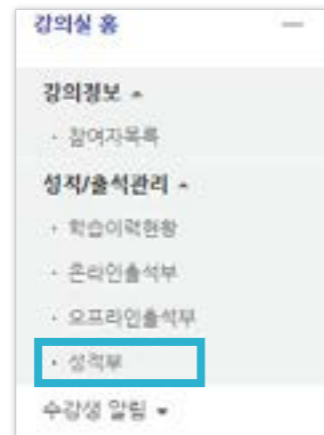 강의실 홈
강의정보
참여자목록
성적/출석관리
학습이력현황
온라인출석부
오프라인출석부
성적부
수강생 알림